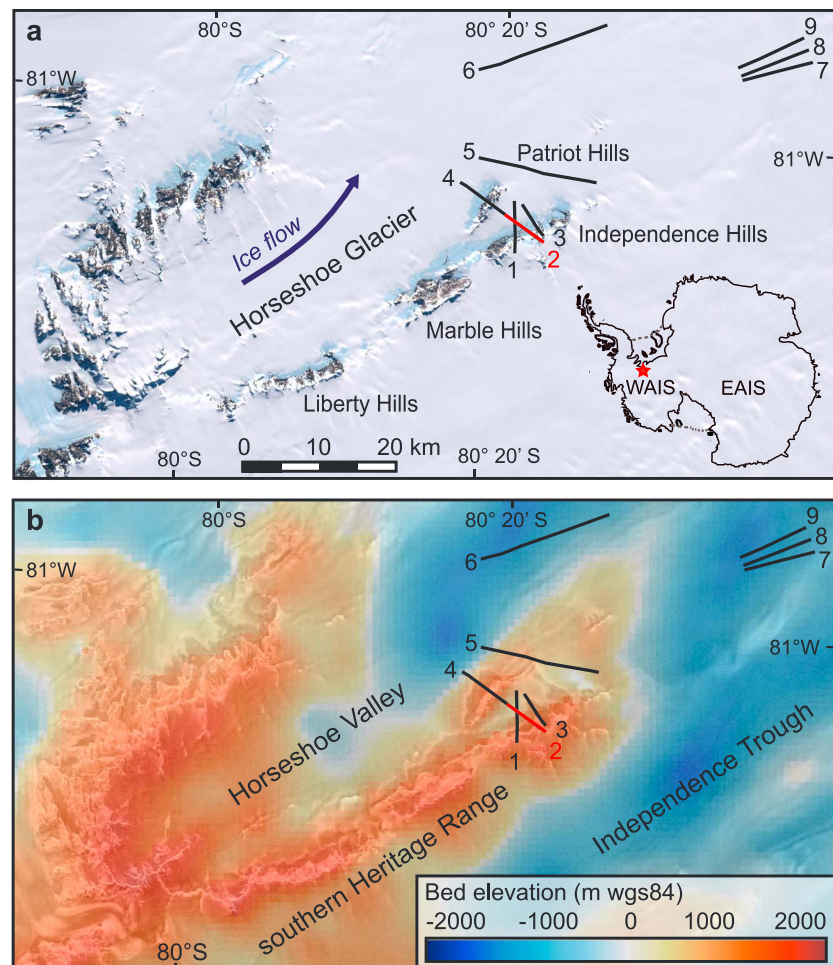 a
80°S
80° 20' S
9
8
7
6
81°W
81°W
5
4
Patriot Hills
Ice flow
Horseshoe Glacier
3
Independence Hills
1
2
Marble Hills
Liberty Hills
WAIS
EAIS
0 10 20 km
80°S
80° 20' S
b
80°S
80° 20' S
9
8
7
6
81°W
81°W
5
4
Horseshoe Valley
3
1
2
southern Heritage Range
Independence Trough
Bed elevation (m wgs84)
-2000 -1000 0 1000 2000
80°S